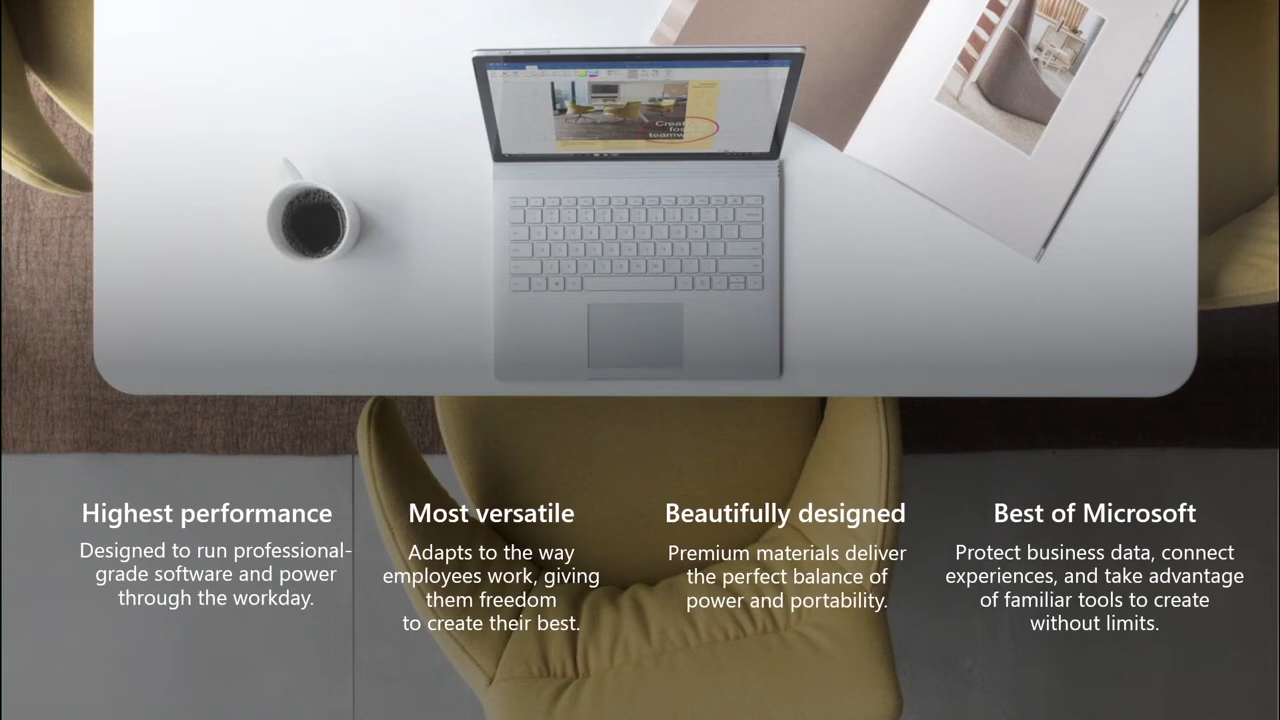 Creat
fos
teamw
Highest performance
Designed to run professional-
grade software and power
through the workday.
Most versatile
Adapts to the way
employees work, giving
them freedom
to create their best.
Beautifully designed
Premium materials deliver
the perfect balance of
power and portability.
Best of Microsoft
Protect business data, connect
experiences, and take advantage
of familiar tools to create
without limits.